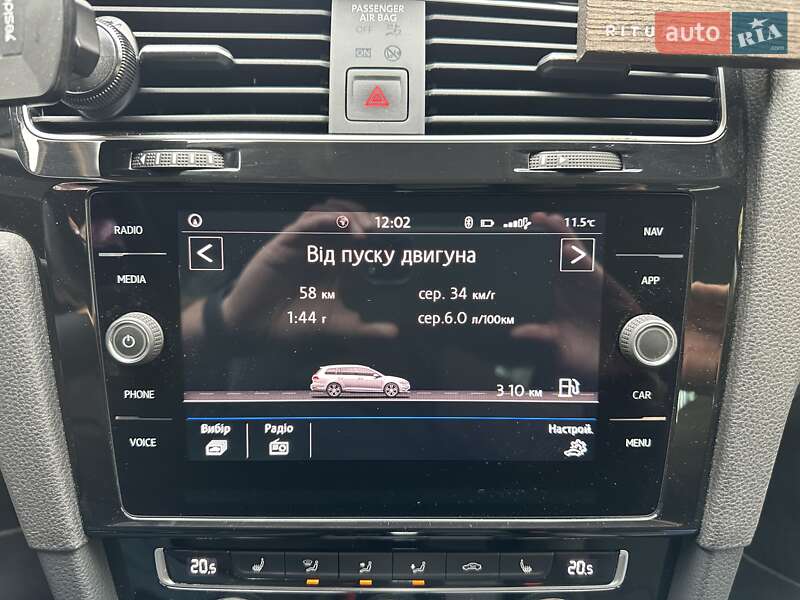 yeside
PASSENGER
AIR BAG
OFF
ON
RITU
auto RIA
.com
RADIO
MEDIA
PHONE
VOICE
NAV
APP
CAR
MENU
12:02
11.5°C
< Від пуску двигуна >
58 км сер. 34 км/г
1:44 г сер.6.0 л/100км
310 км
Вибір Радіо Настрой.
20.5 20.5